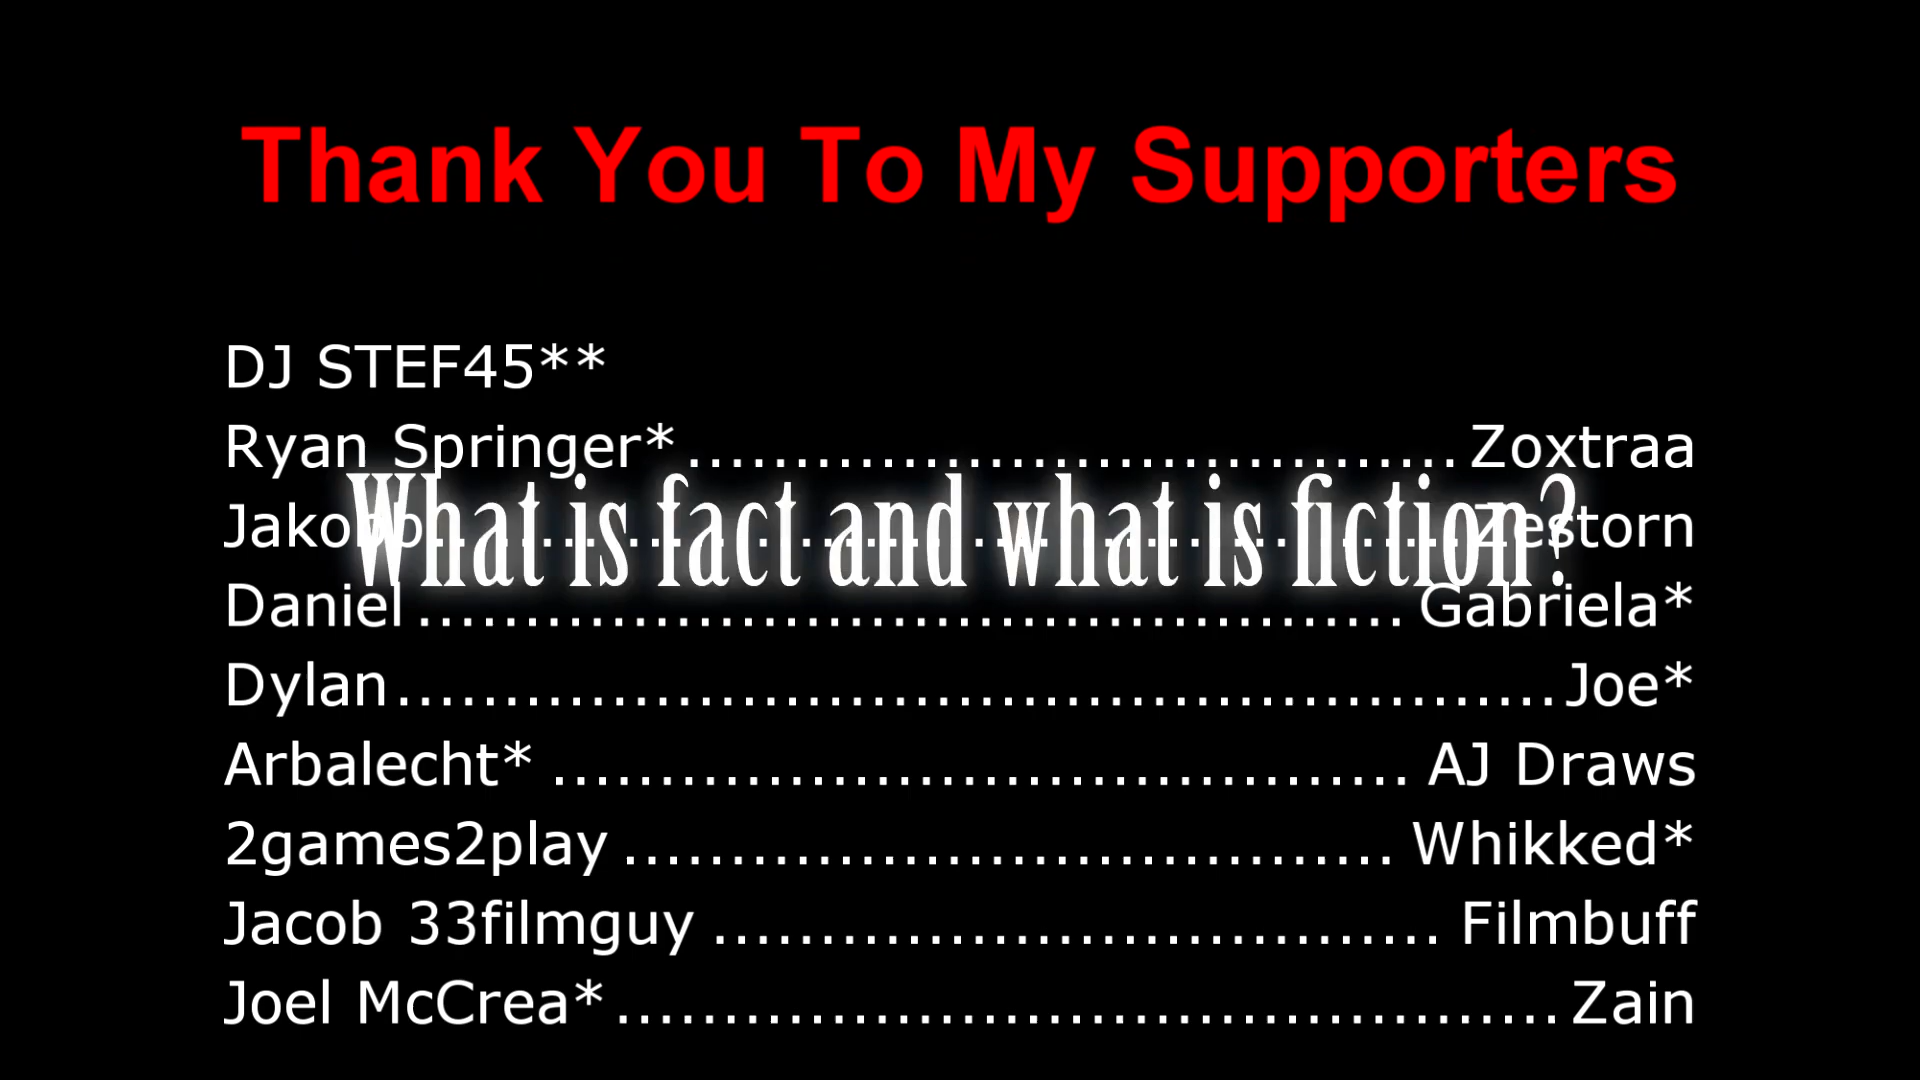 Thank You To My Supporters
DJ STEF45**
Ryan Springer* .................................... Zoxtraa
What is fact and what is fiction?
Zestorn
Daniel .............................................. Gabriela*
Dylan ...................................................... Joe*
Arbalecht* ........................................ AJ Draws
2games2play .................................... Whikked*
Jacob 33filmguy .................................. Filmbuff
Joel McCrea* ............................................ Zain